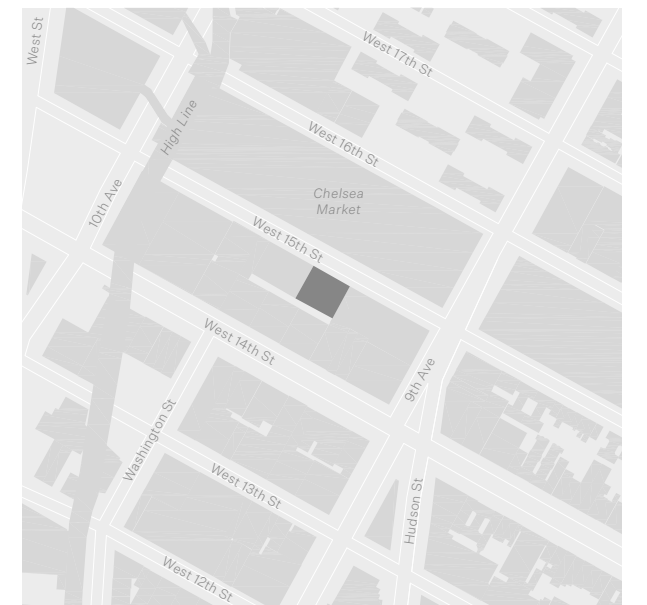 West 17th St
West St
High Line
West 16th St
Chelsea
Market
10th Ave
West 15th St
West 14th St
9th Ave
Washington St
West 13th St
Hudson St
West 12th St